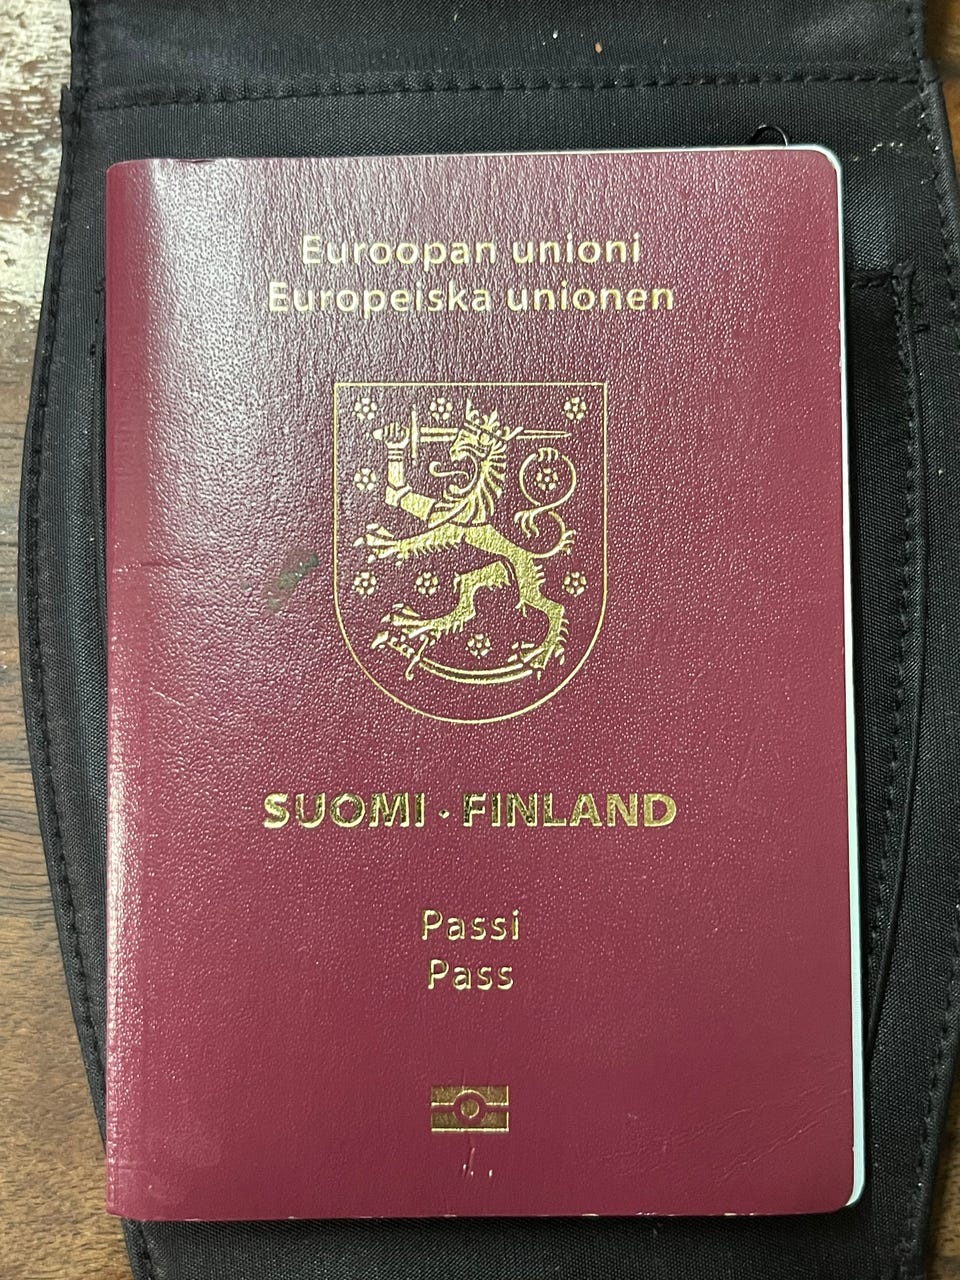 Euroopan unioni
Europeiska unionen
SUOMI · FINLAND
Passi
Pass